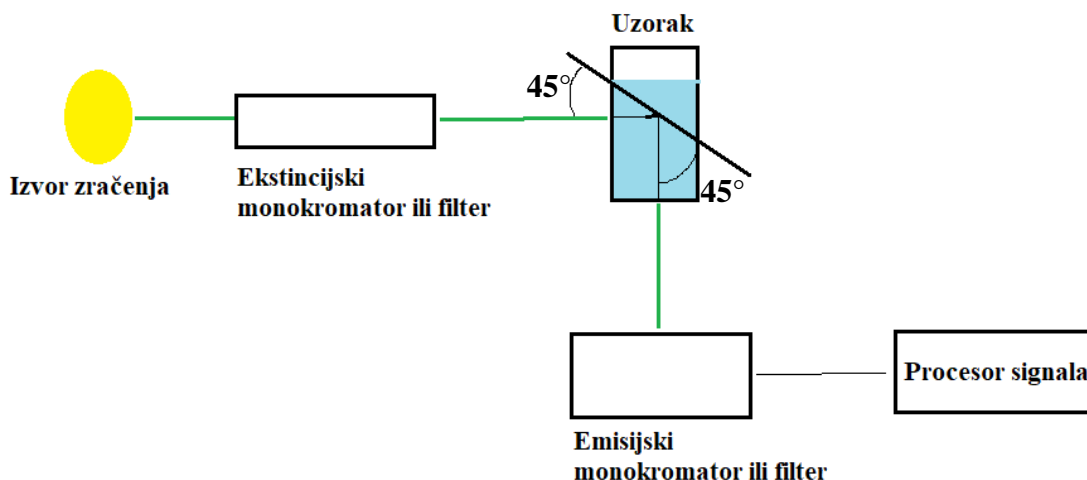 Uzorak
45°
45°
Izvor zračenja
Ekstincijski
monokromator ili filter
Procesor signala
Emisijski
monokromator ili filter